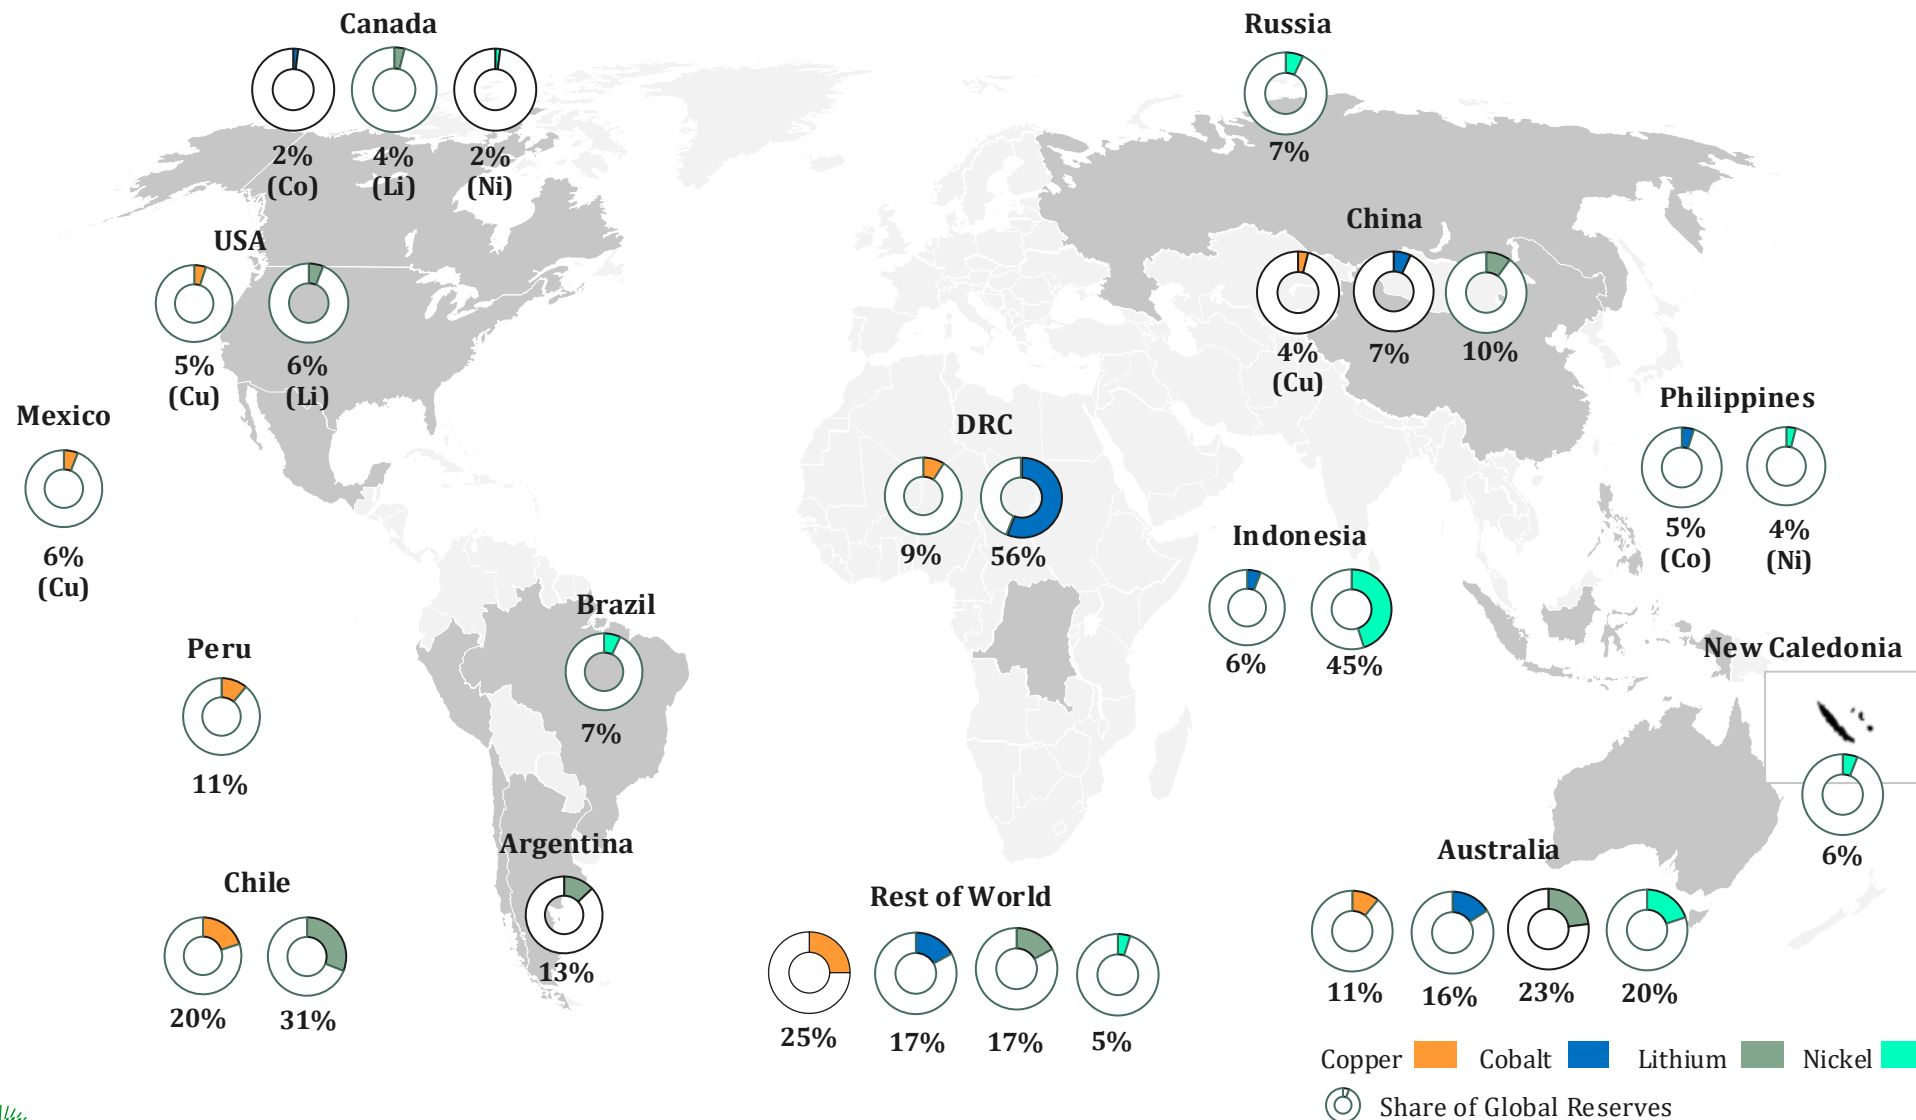 Canada
2% 4% 2%
(Co) (Li) (Ni)
Russia
7%
USA
5% 6%
(Cu) (Li)
China
4% 7% 10%
(Cu)
Mexico
6%
(Cu)
DRC
9% 56%
Philippines
5% 4%
(Co) (Ni)
Indonesia
6% 45%
Brazil
7%
Peru
11%
New Caledonia
6%
Argentina
13%
Chile
20% 31%
Rest of World
25% 17% 17% 5%
Australia
11% 16% 23% 20%
Copper Cobalt Lithium Nickel
Share of Global Reserves